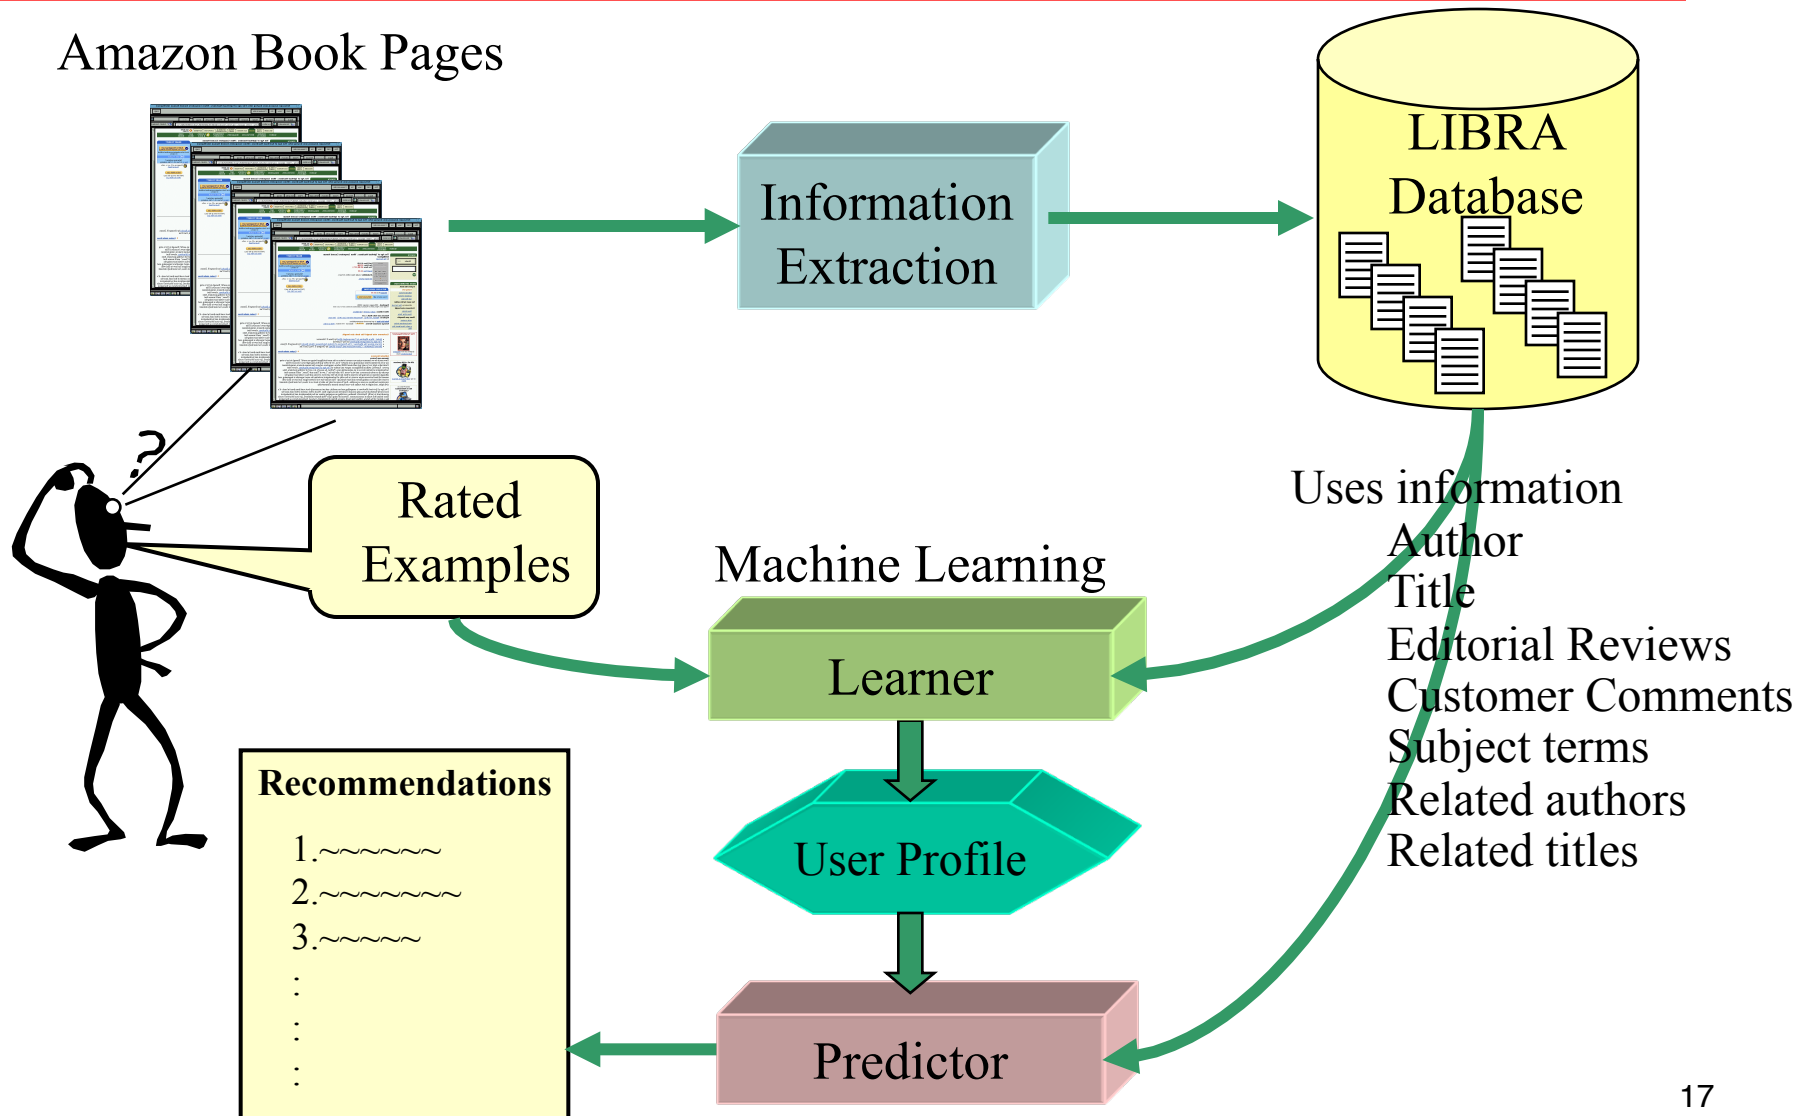 Amazon Book Pages
LIBRA
Database
Information
Extraction
?
Rated
Examples
Uses information
Author
Title
Editorial Reviews
Customer Comments
Subject terms
Related authors
Related titles
Machine Learning
Learner
User Profile
Predictor
Recommendations
1.~~~~~~
2.~~~~~~~
3.~~~~~
:
:
:
17